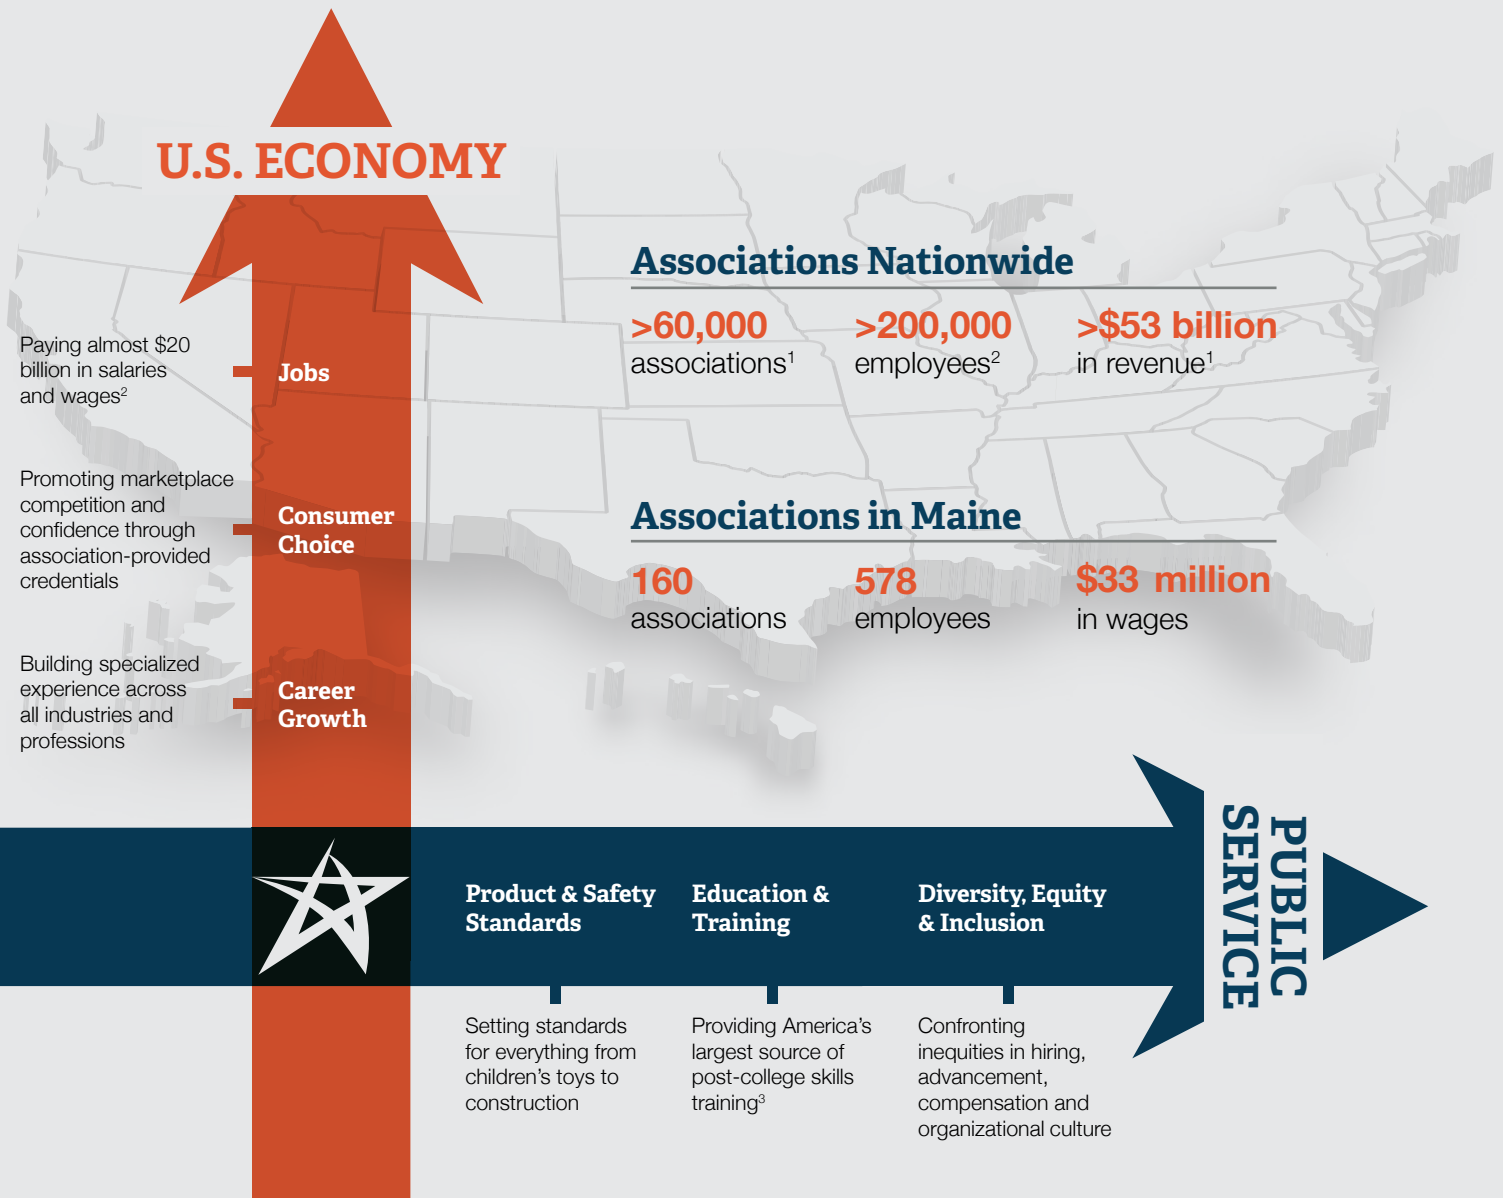 U.S. ECONOMY
Paying almost $20
billion in salaries
and wages²
Jobs
Promoting marketplace
competition and
confidence through
association-provided
credentials
Consumer
Choice
Building specialized
experience across
all industries and
professions
Career
Growth
Associations Nationwide
>60,000
associations¹
>200,000
employees²
>$53 billion
in revenue¹
Associations in Maine
160
associations
578
employees
$33 million
in wages
PUBLIC
SERVICE
Product & Safety
Standards
Setting standards
for everything from
children’s toys to
construction
Education &
Training
Providing America’s
largest source of
post-college skills
training³
Diversity, Equity
& Inclusion
Confronting
inequities in hiring,
advancement,
compensation and
organizational culture